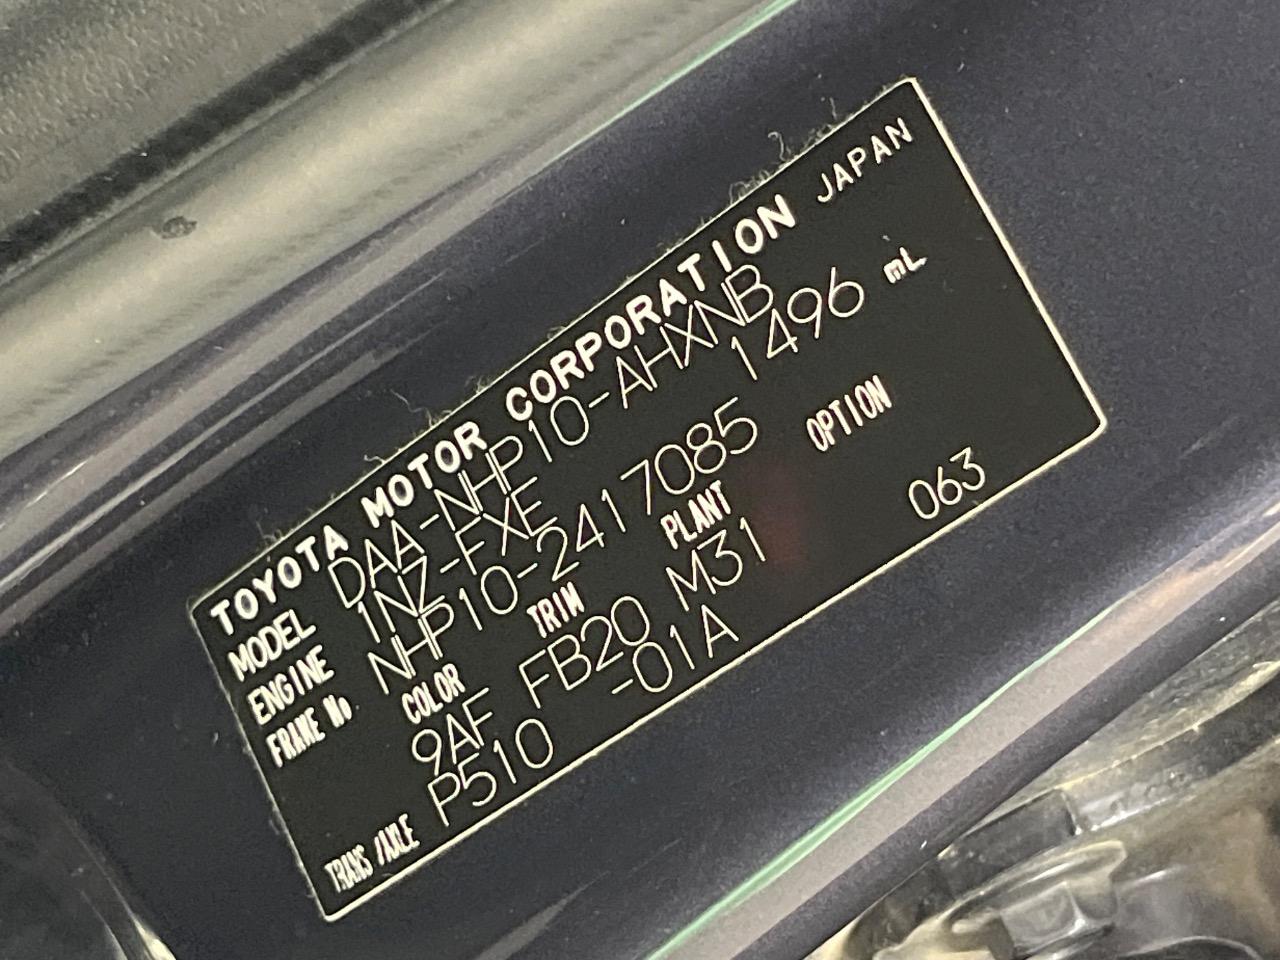 TOYOTA MOTOR CORPORATION JAPAN
MODEL DAA-NHP10-AHXNB
ENGINE 1NZ-FXE 1496 mL
FRAME No NHP10-2417085
COLOR TRIM PLANT OPTION
9AF FB20 M31 063
TRANS/AXLE P510 -01A